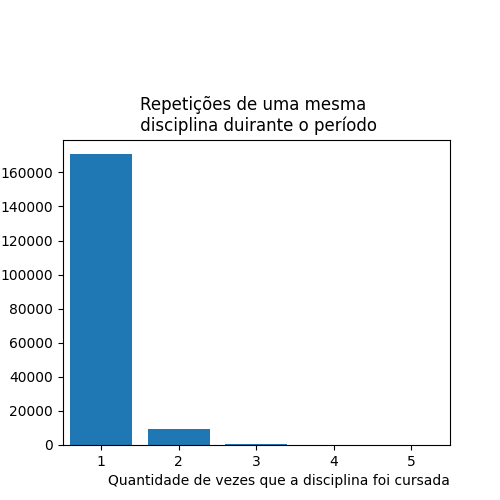 Repetições de uma mesma
disciplina duirante o período
160000
140000
120000
100000
80000
60000
40000
20000
0
1 2 3 4 5
Quantidade de vezes que a disciplina foi cursada